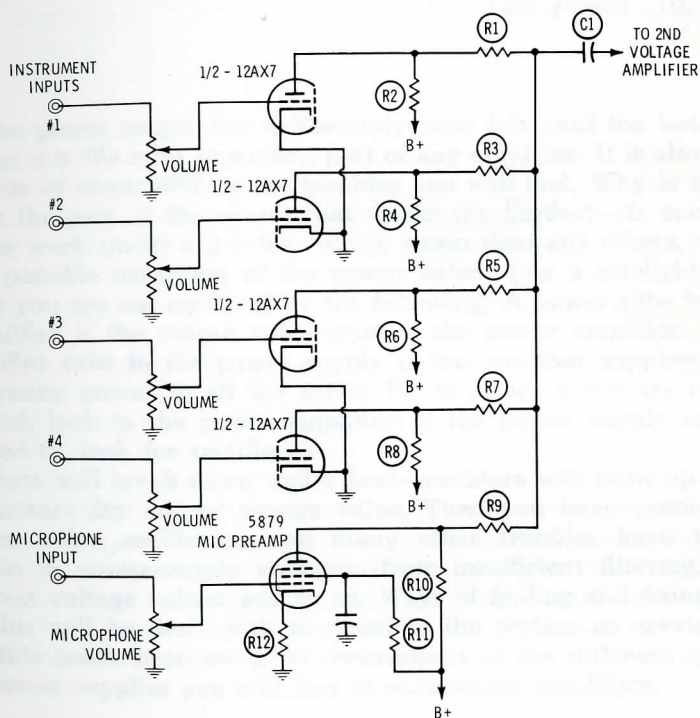 R1
C1
TO 2ND
VOLTAGE
AMPLIFIER
INSTRUMENT
INPUTS
1/2 - 12AX7
R2
#1
B+
VOLUME
R3
1/2 - 12AX7
#2
R4
B+
VOLUME
R5
1/2 - 12AX7
#3
R6
B+
VOLUME
R7
1/2 - 12AX7
#4
R8
B+
VOLUME
R9
5879
MIC PREAMP
MICROPHONE
INPUT
R10
MICROPHONE
VOLUME
R12
R11
B+